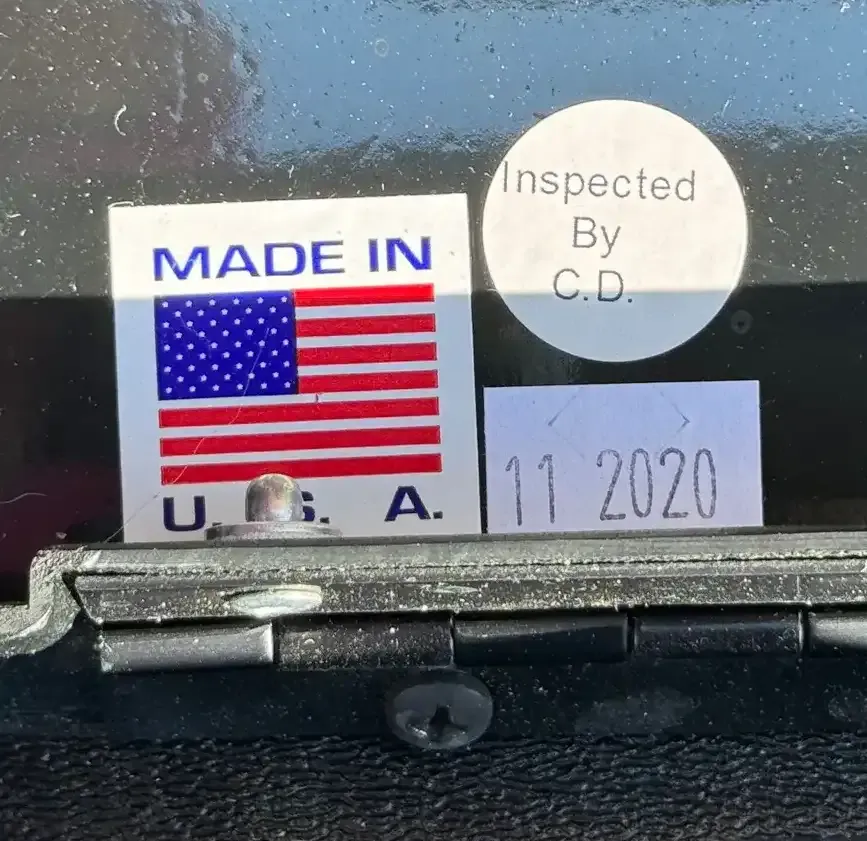 MADE IN
U. S. A.
Inspected
By
C.D.
11 2020